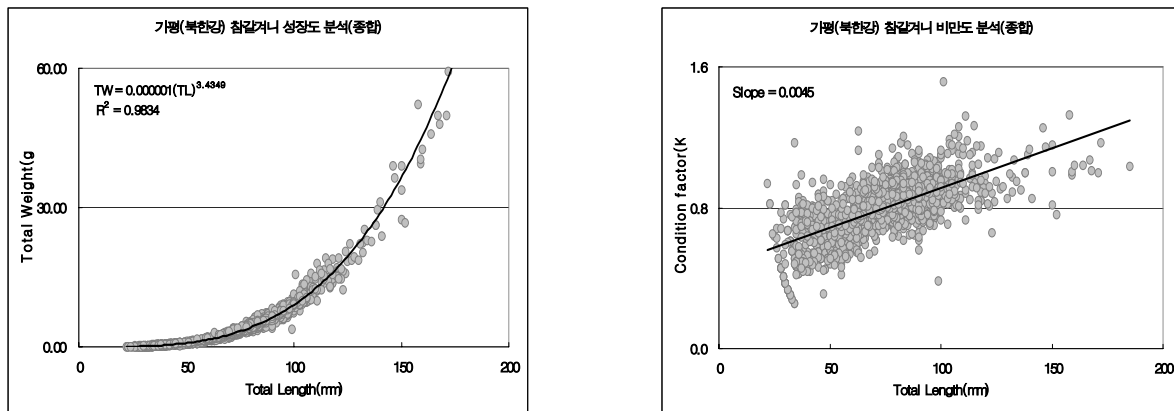 가평(북한강) 참갈겨니 성장도 분석(종합)
60.00
TW = 0.000001(TL)^3.4349
R² = 0.9834
Total Weight(g
30.00
0.00
0
50
100
150
200
Total Length(mm)
가평(북한강) 참갈겨니 비만도 분석(종합)
1.6
Slope = 0.0045
Condition factor(K
0.8
0.0
0
50
100
150
200
Total Length(mm)